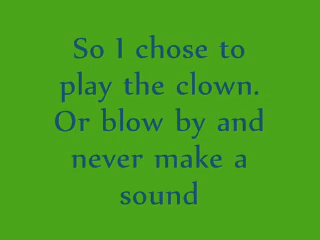 So I chose to
play the clown.
Or blow by and
never make a
sound